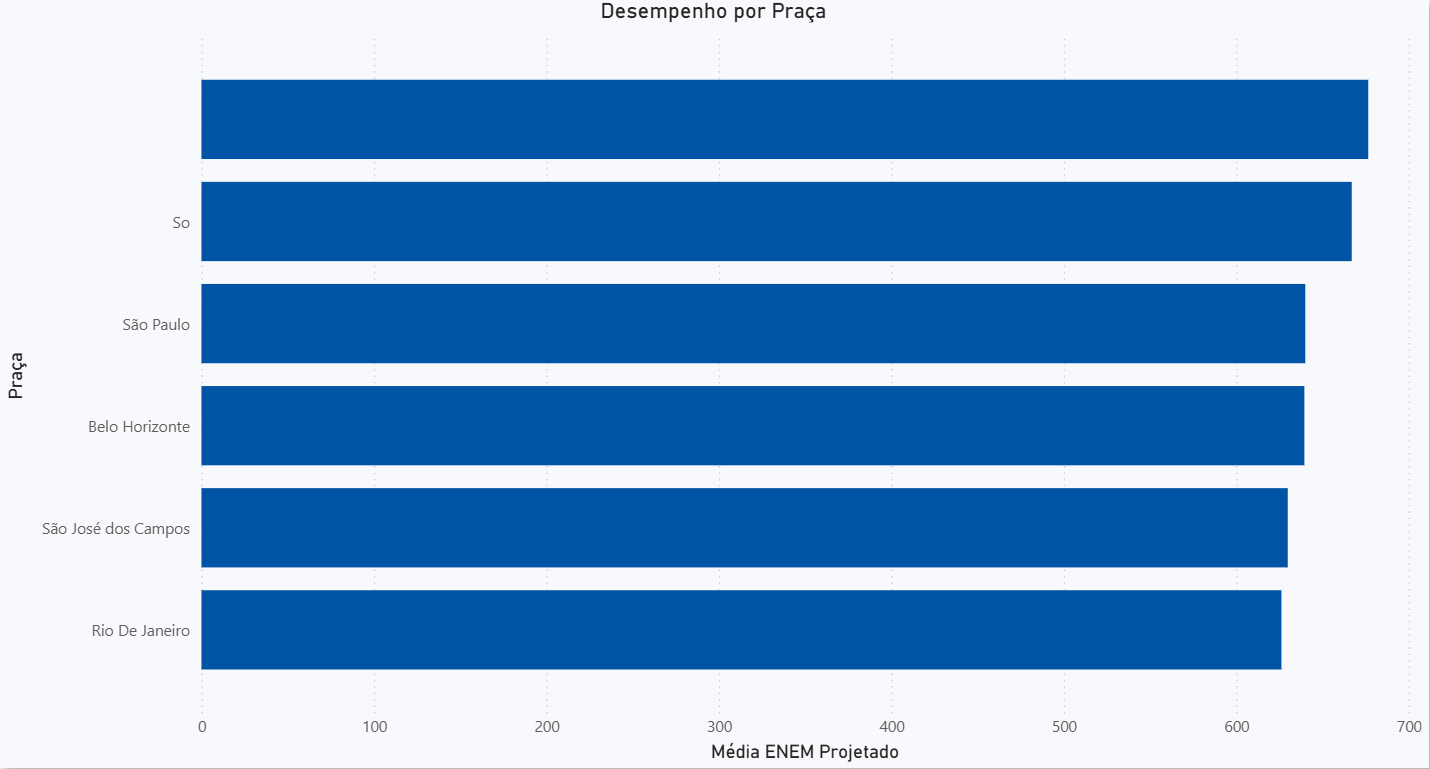 Desempenho por Praça
Praça
So
São Paulo
Belo Horizonte
São José dos Campos
Rio De Janeiro
0 100 200 300 400 500 600 700
Média ENEM Projetado